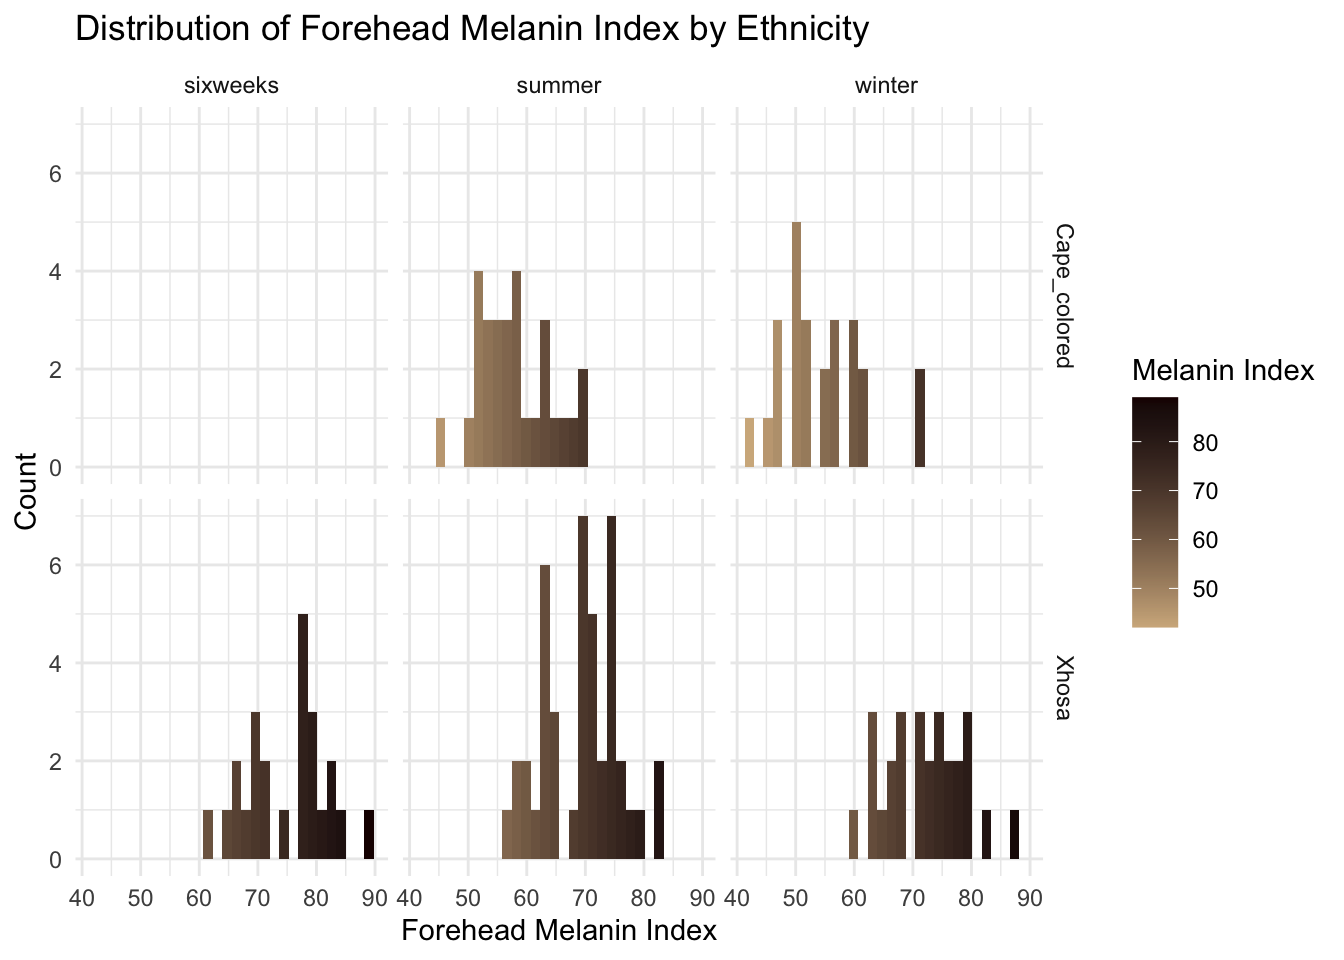 Distribution of Forehead Melanin Index by Ethnicity
sixweeks summer winter
6
4
2
0
Cape_colored
6
4
2
0
Xhosa
Count
40 50 60 70 80 90 40 50 60 70 80 90 40 50 60 70 80 90
Forehead Melanin Index
Melanin Index
80
70
60
50